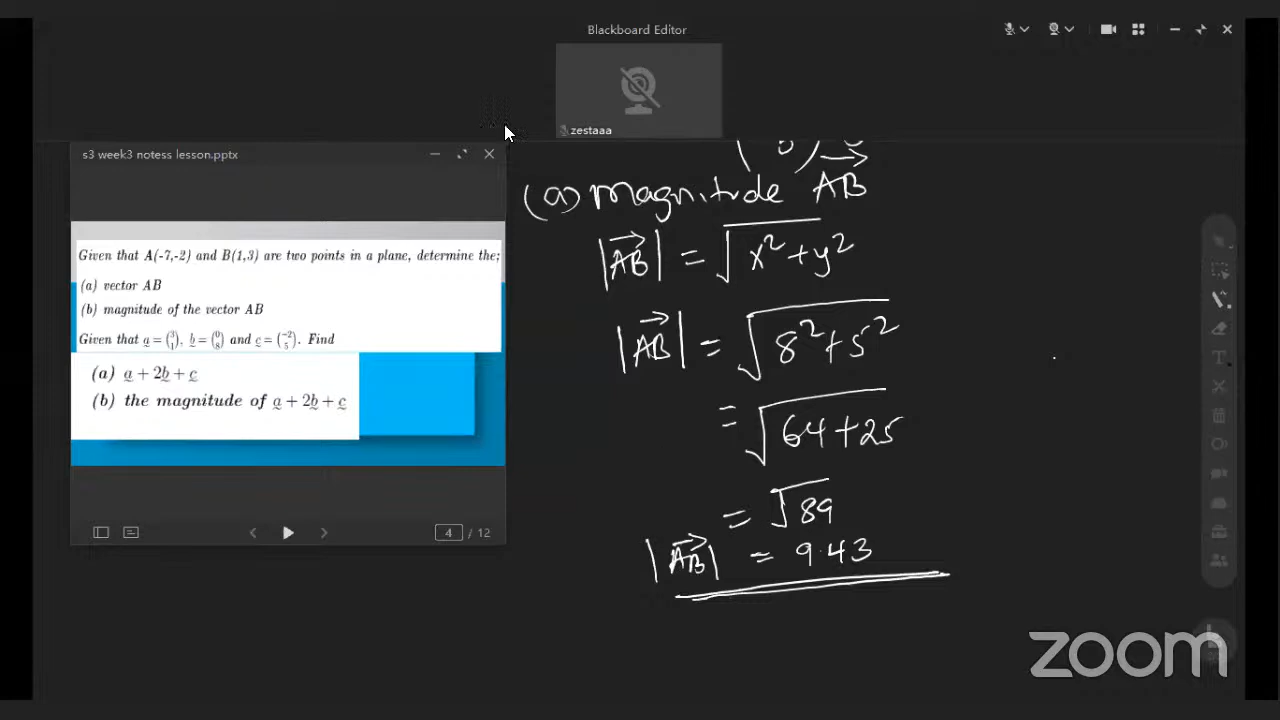 Blackboard Editor
zestaaa
s3 week3 notess lesson.pptx
Given that A(-7,-2) and B(1,3) are two points in a plane, determine the;
(a) vector AB
(b) magnitude of the vector AB
Given that a = (3 1), b = (0 8) and c = (-2 5). Find
(a) a + 2b + c
(b) the magnitude of a + 2b + c
4 / 12
(a) magnitude AB
|AB| = √x²+y²
|AB| = √8²+5²
= √64+25
= √89
|AB| = 9.43
zoom